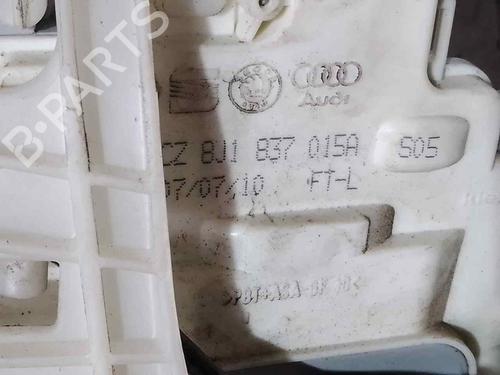 B-PARTS
Audi
CZ 8J1 837 015A S05
07/07/10 FT-L